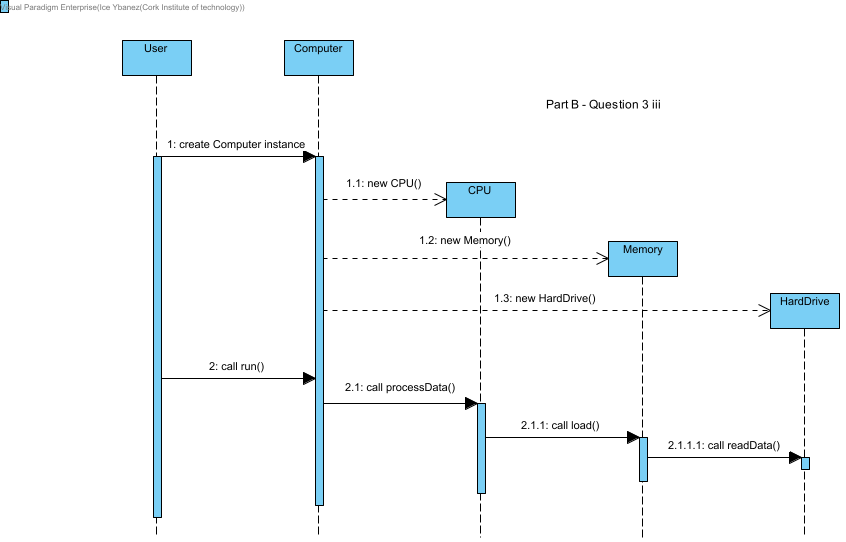 Visual Paradigm Enterprise(Ice Ybanez(Cork Institute of technology))
User
Computer
Part B - Question 3 iii
1: create Computer instance
1.1: new CPU()
CPU
1.2: new Memory()
Memory
1.3: new HardDrive()
HardDrive
2: call run()
2.1: call processData()
2.1.1: call load()
2.1.1.1: call readData()